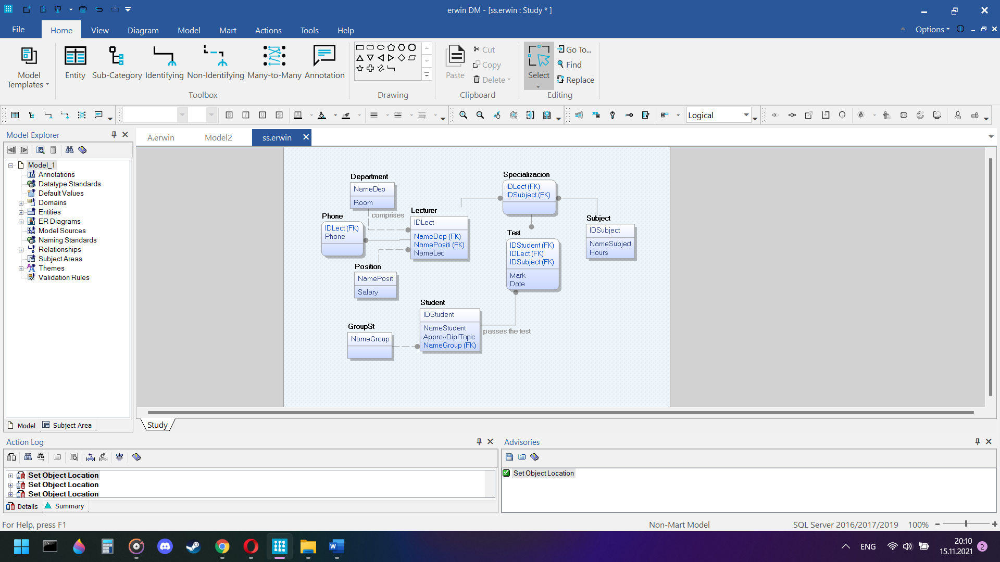 erwin DM - [ss.erwin : Study * ]
File
Home
View
Diagram
Model
Mart
Actions
Tools
Help
Options
Model
Templates
Entity
Sub-Category
Identifying
Non-Identifying
Many-to-Many
Annotation
Toolbox
Drawing
Paste
Cut
Copy
Delete
Clipboard
Select
Go To...
Find
Replace
Editing
Logical
Model Explorer
A.erwin
Model2
ss.erwin
Model_1
Annotations
Datatype Standards
Default Values
Domains
Entities
ER Diagrams
Model Sources
Naming Standards
Relationships
Subject Areas
Themes
Validation Rules
Model
Subject Area
Department
NameDep
Room
comprises
Phone
IDLect (FK)
Phone
Lecturer
IDLect
NameDep (FK)
NamePositi (FK)
NameLec
Position
NamePositi
Salary
Specializacion
IDLect (FK)
IDSubject (FK)
Subject
IDSubject
NameSubject
Hours
Test
IDStudent (FK)
IDLect (FK)
IDSubject (FK)
Mark
Date
Student
IDStudent
NameStudent
ApprovDiplTopic
NameGroup (FK)
passes the test
GroupSt
NameGroup
Study
Action Log
Set Object Location
Set Object Location
Set Object Location
Details
Summary
Advisories
Set Object Location
For Help, press F1
Non-Mart Model
SQL Server 2016/2017/2019
100%
ENG
20:10
15.11.2021
2